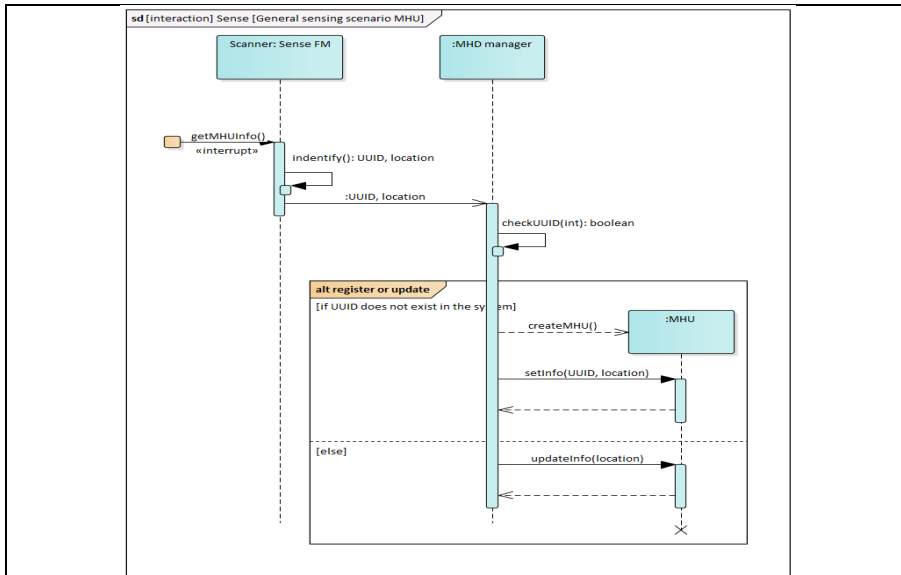 sd [interaction] Sense [General sensing scenario MHU]
Scanner: Sense FM
:MHD manager
getMHUInfo()
«interrupt»
indentify(): UUID, location
:UUID, location
checkUUID(int): boolean
alt register or update
[if UUID does not exist in the system]
createMHU()
:MHU
setInfo(UUID, location)
[else]
updateInfo(location)